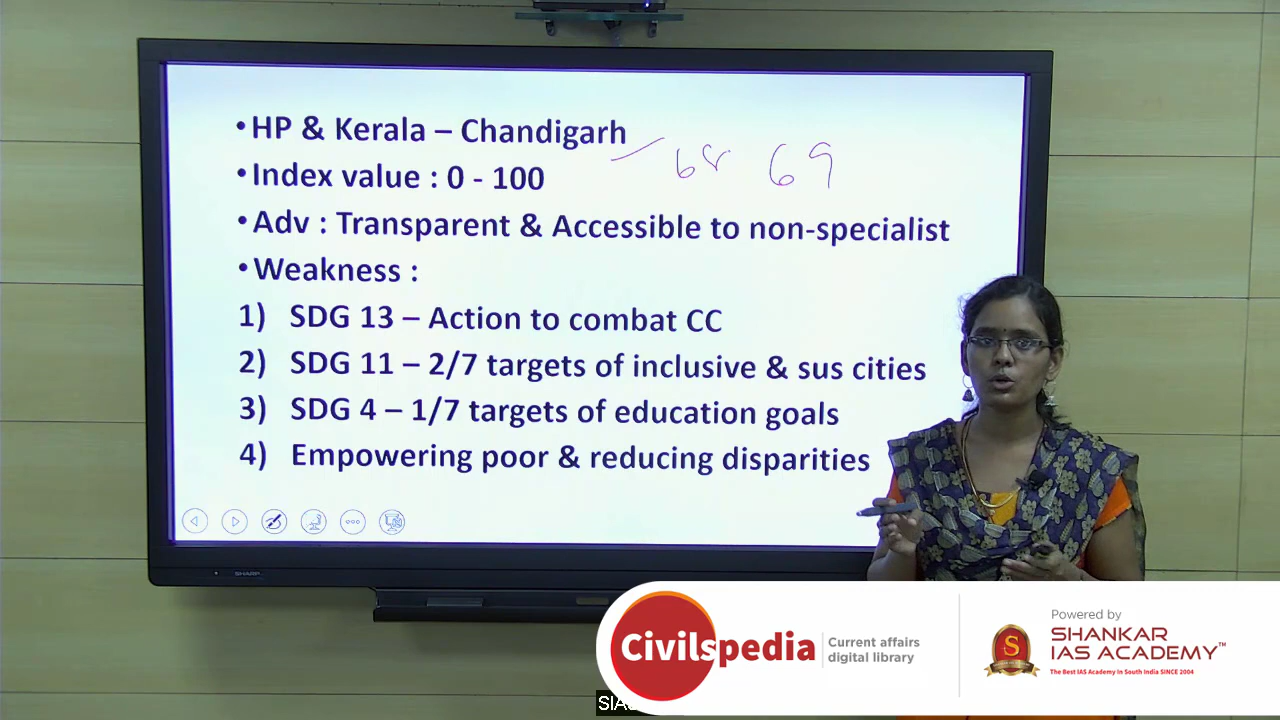 •HP & Kerala – Chandigarh
68 69
•Index value : 0 - 100
•Adv : Transparent & Accessible to non-specialist
•Weakness :
1) SDG 13 – Action to combat CC
2) SDG 11 – 2/7 targets of inclusive & sus cities
3) SDG 4 – 1/7 targets of education goals
4) Empowering poor & reducing disparities
SHARP
Civilspedia
Current affairs
digital library
Powered by
SHANKAR
IAS ACADEMY™
The Best IAS Academy In South India SINCE 2004
S